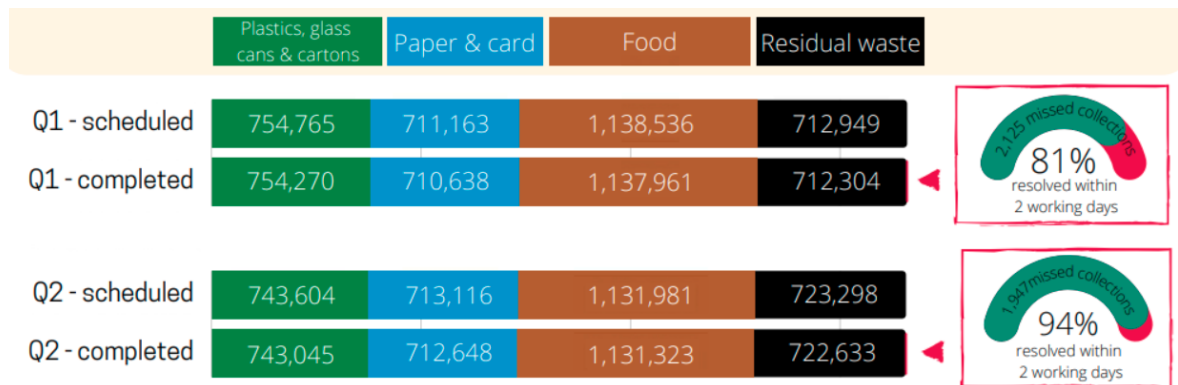 Plastics, glass
cans & cartons
Paper & card
Food
Residual waste
Q1 - scheduled
754,765
711,163
1,138,536
712,949
Q1 - completed
754,270
710,638
1,137,961
712,304
2,125 missed collections
81%
resolved within
2 working days
Q2 - scheduled
743,604
713,116
1,131,981
723,298
Q2 - completed
743,045
712,648
1,131,323
722,633
1,947missed collections
94%
resolved within
2 working days